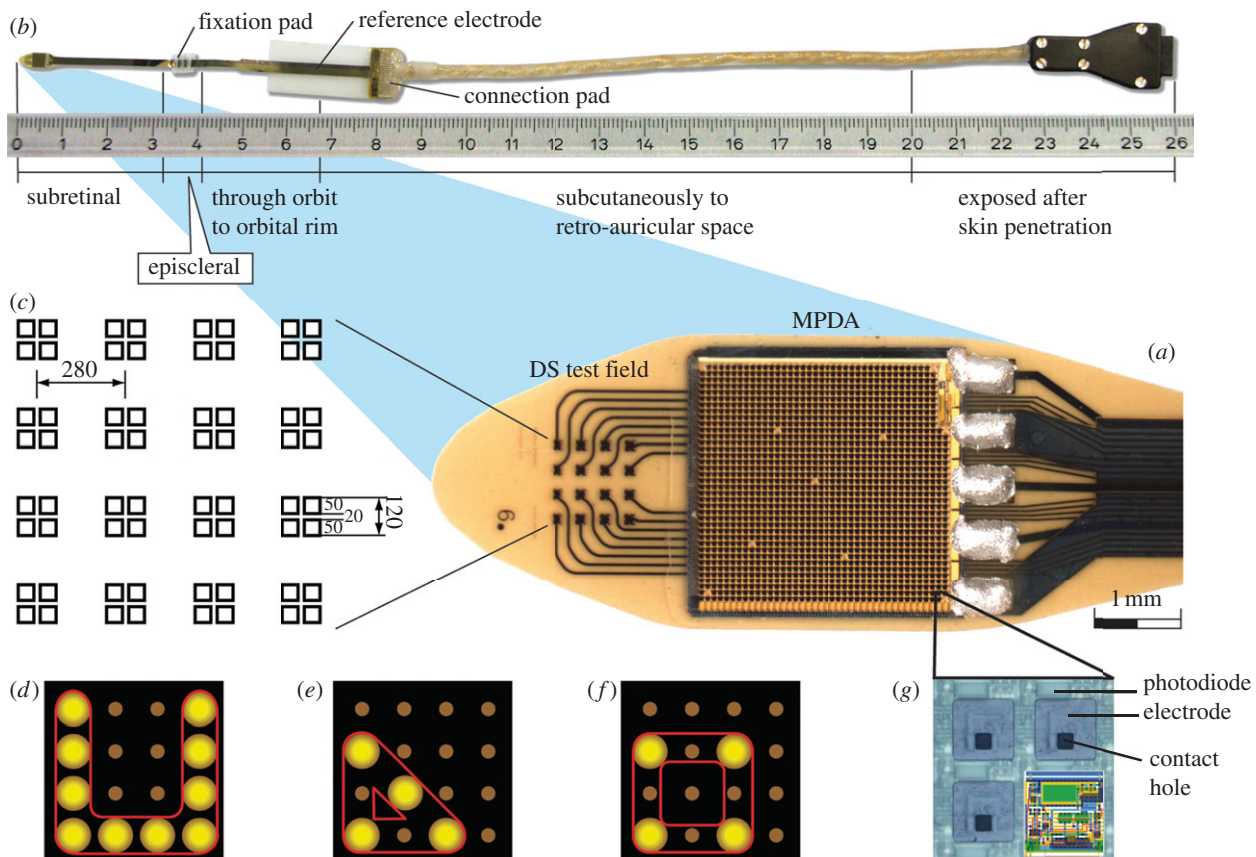 (b)
fixation pad
reference electrode
connection pad
0 1 2 3 4 5 6 7 8 9 10 11 12 13 14 15 16 17 18 19 20 21 22 23 24 25 26
subretinal
through orbit
to orbital rim
subcutaneously to
retro-auricular space
exposed after
skin penetration
episcleral
(c)
280
50
20
50
120
MPDA
(a)
DS test field
6
1 mm
(d)
(e)
(f)
(g)
photodiode
electrode
contact
hole